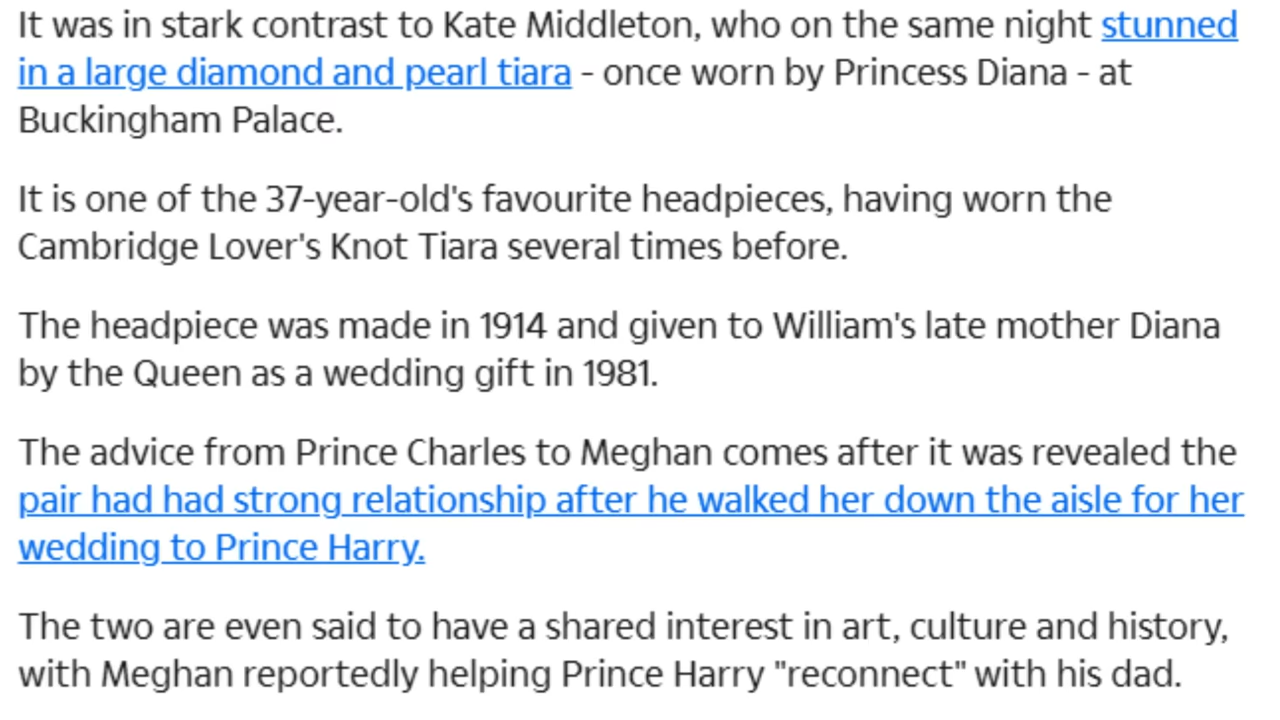 It was in stark contrast to Kate Middleton, who on the same night stunned
in a large diamond and pearl tiara - once worn by Princess Diana - at
Buckingham Palace.
It is one of the 37-year-old's favourite headpieces, having worn the
Cambridge Lover's Knot Tiara several times before.
The headpiece was made in 1914 and given to William's late mother Diana
by the Queen as a wedding gift in 1981.
The advice from Prince Charles to Meghan comes after it was revealed the
pair had had strong relationship after he walked her down the aisle for her
wedding to Prince Harry.
The two are even said to have a shared interest in art, culture and history,
with Meghan reportedly helping Prince Harry "reconnect" with his dad.